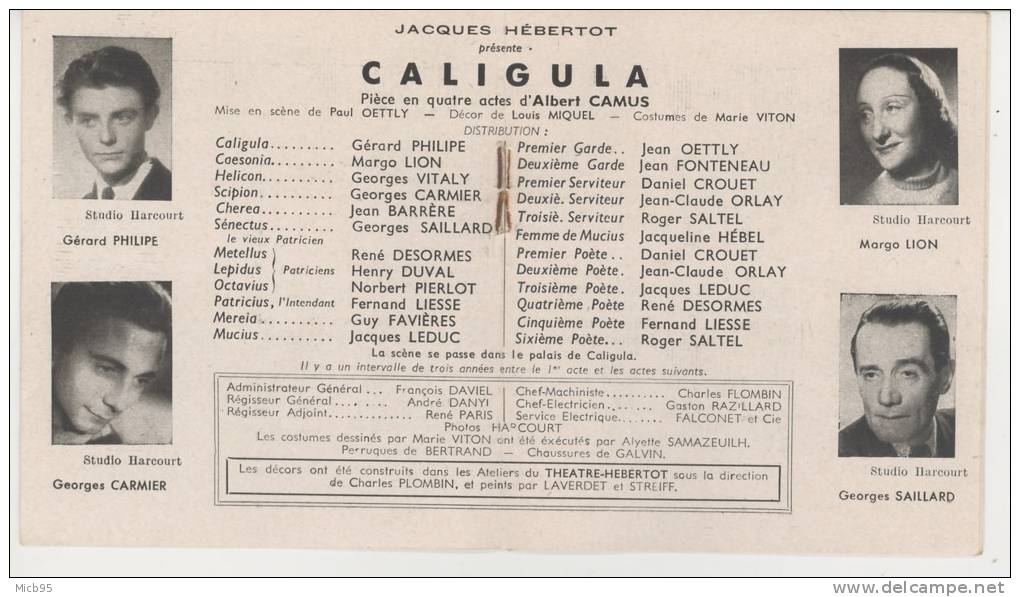 JACQUES HÉBERTOT
présente
CALIGULA
Pièce en quatre actes d'Albert CAMUS
Mise en scène de Paul OETTLY — Décor de Louis MIQUEL — Costumes de Marie VITON
DISTRIBUTION :
Caligula......... Gérard PHILIPE
Caesonia......... Margo LION
Helicon.......... Georges VITALY
Scipion.......... Georges CARMIER
Cherea........... Jean BARRÈRE
Sénectus......... Georges SAILLARD
le vieux Patricien
Metellus René DESORMES
Lepidus Patriciens Henry DUVAL
Octavius Norbert PIERLOT
Patricius, l'Intendant Fernand LIESSE
Mereia.......... Guy FAVIÈRES
Mucius.......... Jacques LEDUC
Premier Garde.. Jean OETTLY
Deuxième Garde Jean FONTENEAU
Premier Serviteur Daniel CROUET
Deuxiè. Serviteur Jean-Claude ORLAY
Troisiè. Serviteur Roger SALTEL
Femme de Mucius Jacqueline HÉBEL
Premier Poète.. Daniel CROUET
Deuxième Poète. Jean-Claude ORLAY
Troisième Poète. Jacques LEDUC
Quatrième Poète René DESORMES
Cinquième Poète Fernand LIESSE
Sixième Poète... Roger SALTEL
La scène se passe dans le palais de Caligula.
Il y a un intervalle de trois années entre le 1er acte et les actes suivants.
Administrateur Général ... François DAVIEL
Régisseur Général ........ André DANYI
Régisseur Adjoint............. René PARIS
Chef-Machiniste.......... Charles FLOMBIN
Chef-Electricien....... Gaston RAZILLARD
Service Electrique....... FALCONET et Cie
Photos HARCOURT
Les costumes dessinés par Marie VITON ont été éxécutés par Alyette SAMAZEUILH.
Perruques de BERTRAND — Chaussures de GALVIN.
Les décors ont été construits dans les Ateliers du THEATRE-HEBERTOT sous la direction
de Charles PLOMBIN, et peints par LAVERDET et STREIFF.
Studio Harcourt
Gérard PHILIPE
Studio Harcourt
Georges CARMIER
Studio Harcourt
Margo LION
Studio Harcourt
Georges SAILLARD
Micb95
www.delcampe.net